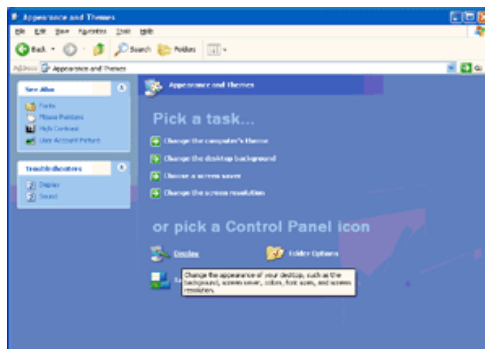 Appearance and Themes
File Edit View Favorites Tools Help
Back Search Folders
Address Appearance and Themes Go
See Also
Fonts
Mouse Pointers
High Contrast
User Account Picture
Troubleshooters
Display
Sound
Appearance and Themes
Pick a task...
Change the computer's theme
Change the desktop background
Choose a screen saver
Change the screen resolution
or pick a Control Panel icon
Display Folder Options
Change the appearance of your desktop, such as the
background, screen saver, colors, font sizes, and screen
resolution.